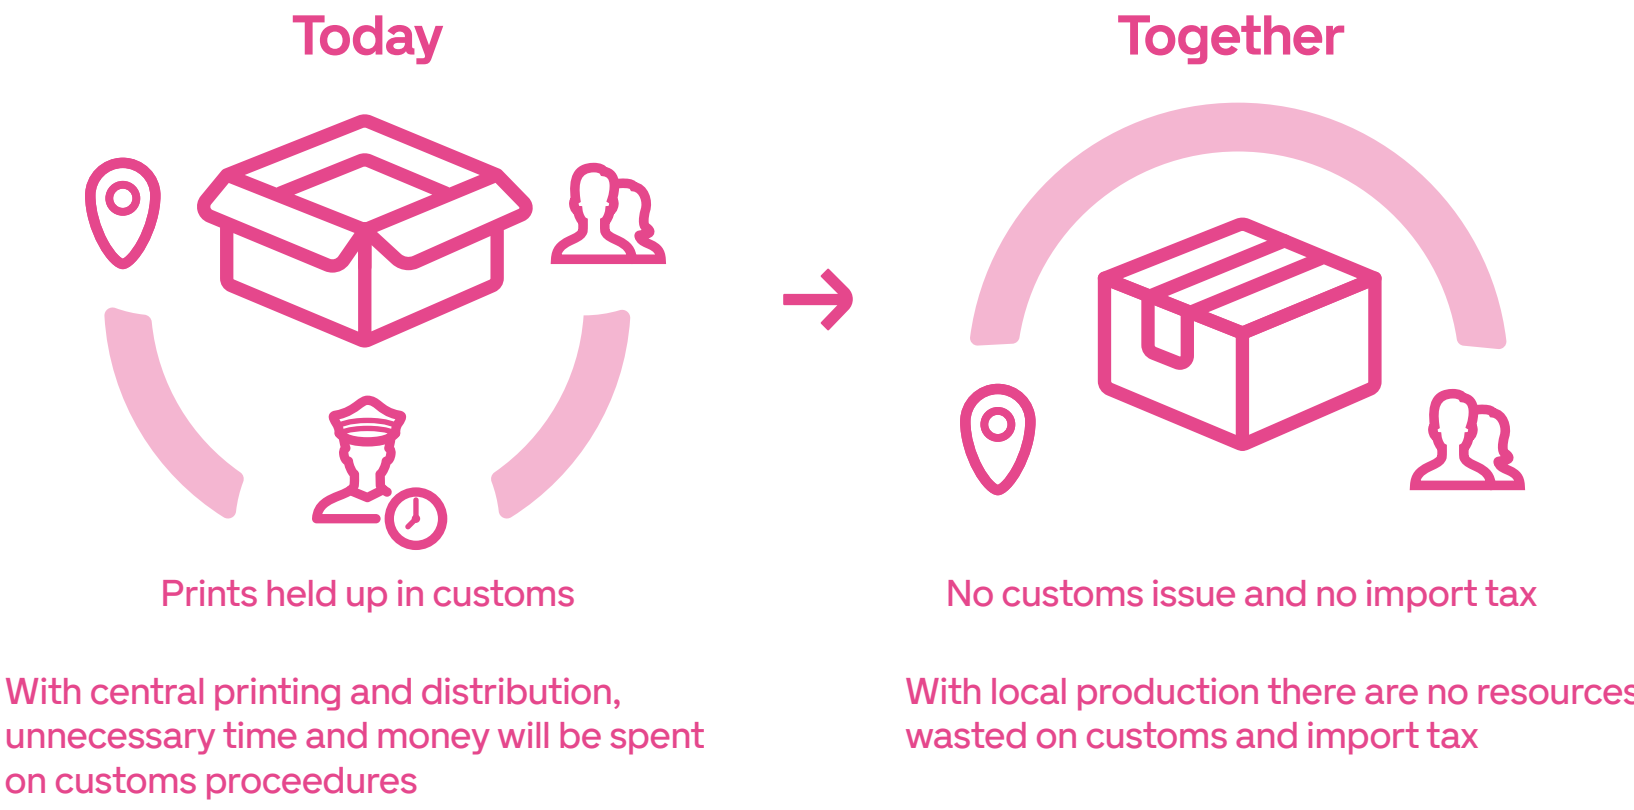 Today
Together
Prints held up in customs
No customs issue and no import tax
With central printing and distribution,
unnecessary time and money will be spent
on customs proceedures
With local production there are no resources
wasted on customs and import tax